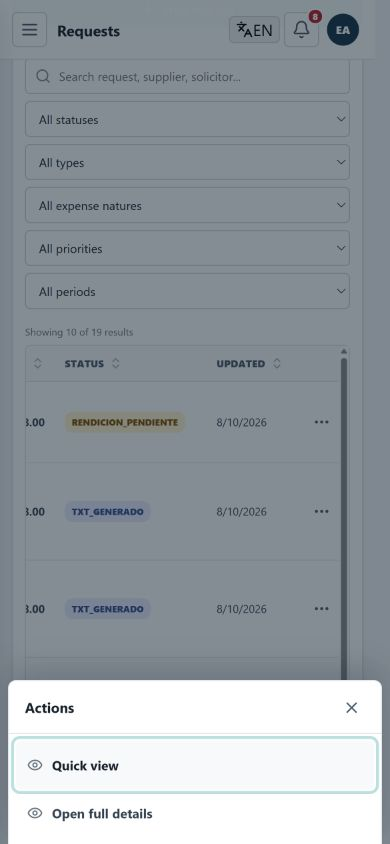 Requests
EN
8
EA
Search request, supplier, solicitor...
All statuses
All types
All expense natures
All priorities
All periods
Showing 10 of 19 results
STATUS UPDATED
3.00 RENDICION_PENDIENTE 8/10/2026
3.00 TXT_GENERADO 8/10/2026
3.00 TXT_GENERADO 8/10/2026
Actions
Quick view
Open full details